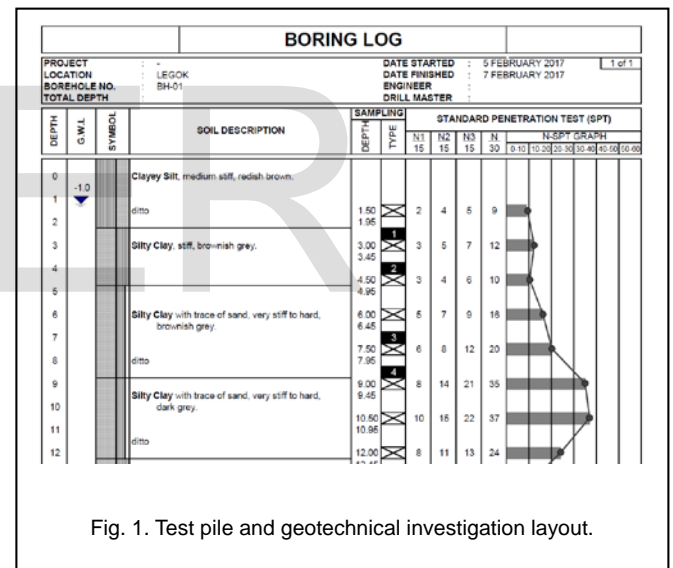 BORING LOG
PROJECT : - DATE STARTED : 5 FEBRUARY 2017 1 of 1
LOCATION : LEGOK DATE FINISHED : 7 FEBRUARY 2017
BOREHOLE NO. : BH-01 ENGINEER :
TOTAL DEPTH : DRILL MASTER :
DEPTH G.W.L SYMBOL SOIL DESCRIPTION SAMPLING STANDARD PENETRATION TEST (SPT)
DEPTH TYPE N1 N2 N3 N N-SPT GRAPH
15 15 15 30 0-10 10-20 20-30 30-40 40-50 50-60
0 Clayey Silt, medium stiff, redish brown.
-1.0
1 ditto 1.50 2 4 5 9
2 1.95
1
3 Silty Clay, stiff, brownish grey. 3.00 3 5 7 12
3.45
4 2
4.50 3 4 6 10
5 4.95
6 Silty Clay with trace of sand, very stiff to hard, 6.00 5 7 9 16
brownish grey. 6.45
7 3
7.50 6 8 12 20
8 ditto 7.95
4
9 9.00 8 14 21 35
Silty Clay with trace of sand, very stiff to hard, 9.45
10 dark grey.
10.50 10 15 22 37
11 10.95
ditto
12 12.00 8 11 13 24
ER
Fig. 1. Test pile and geotechnical investigation layout.